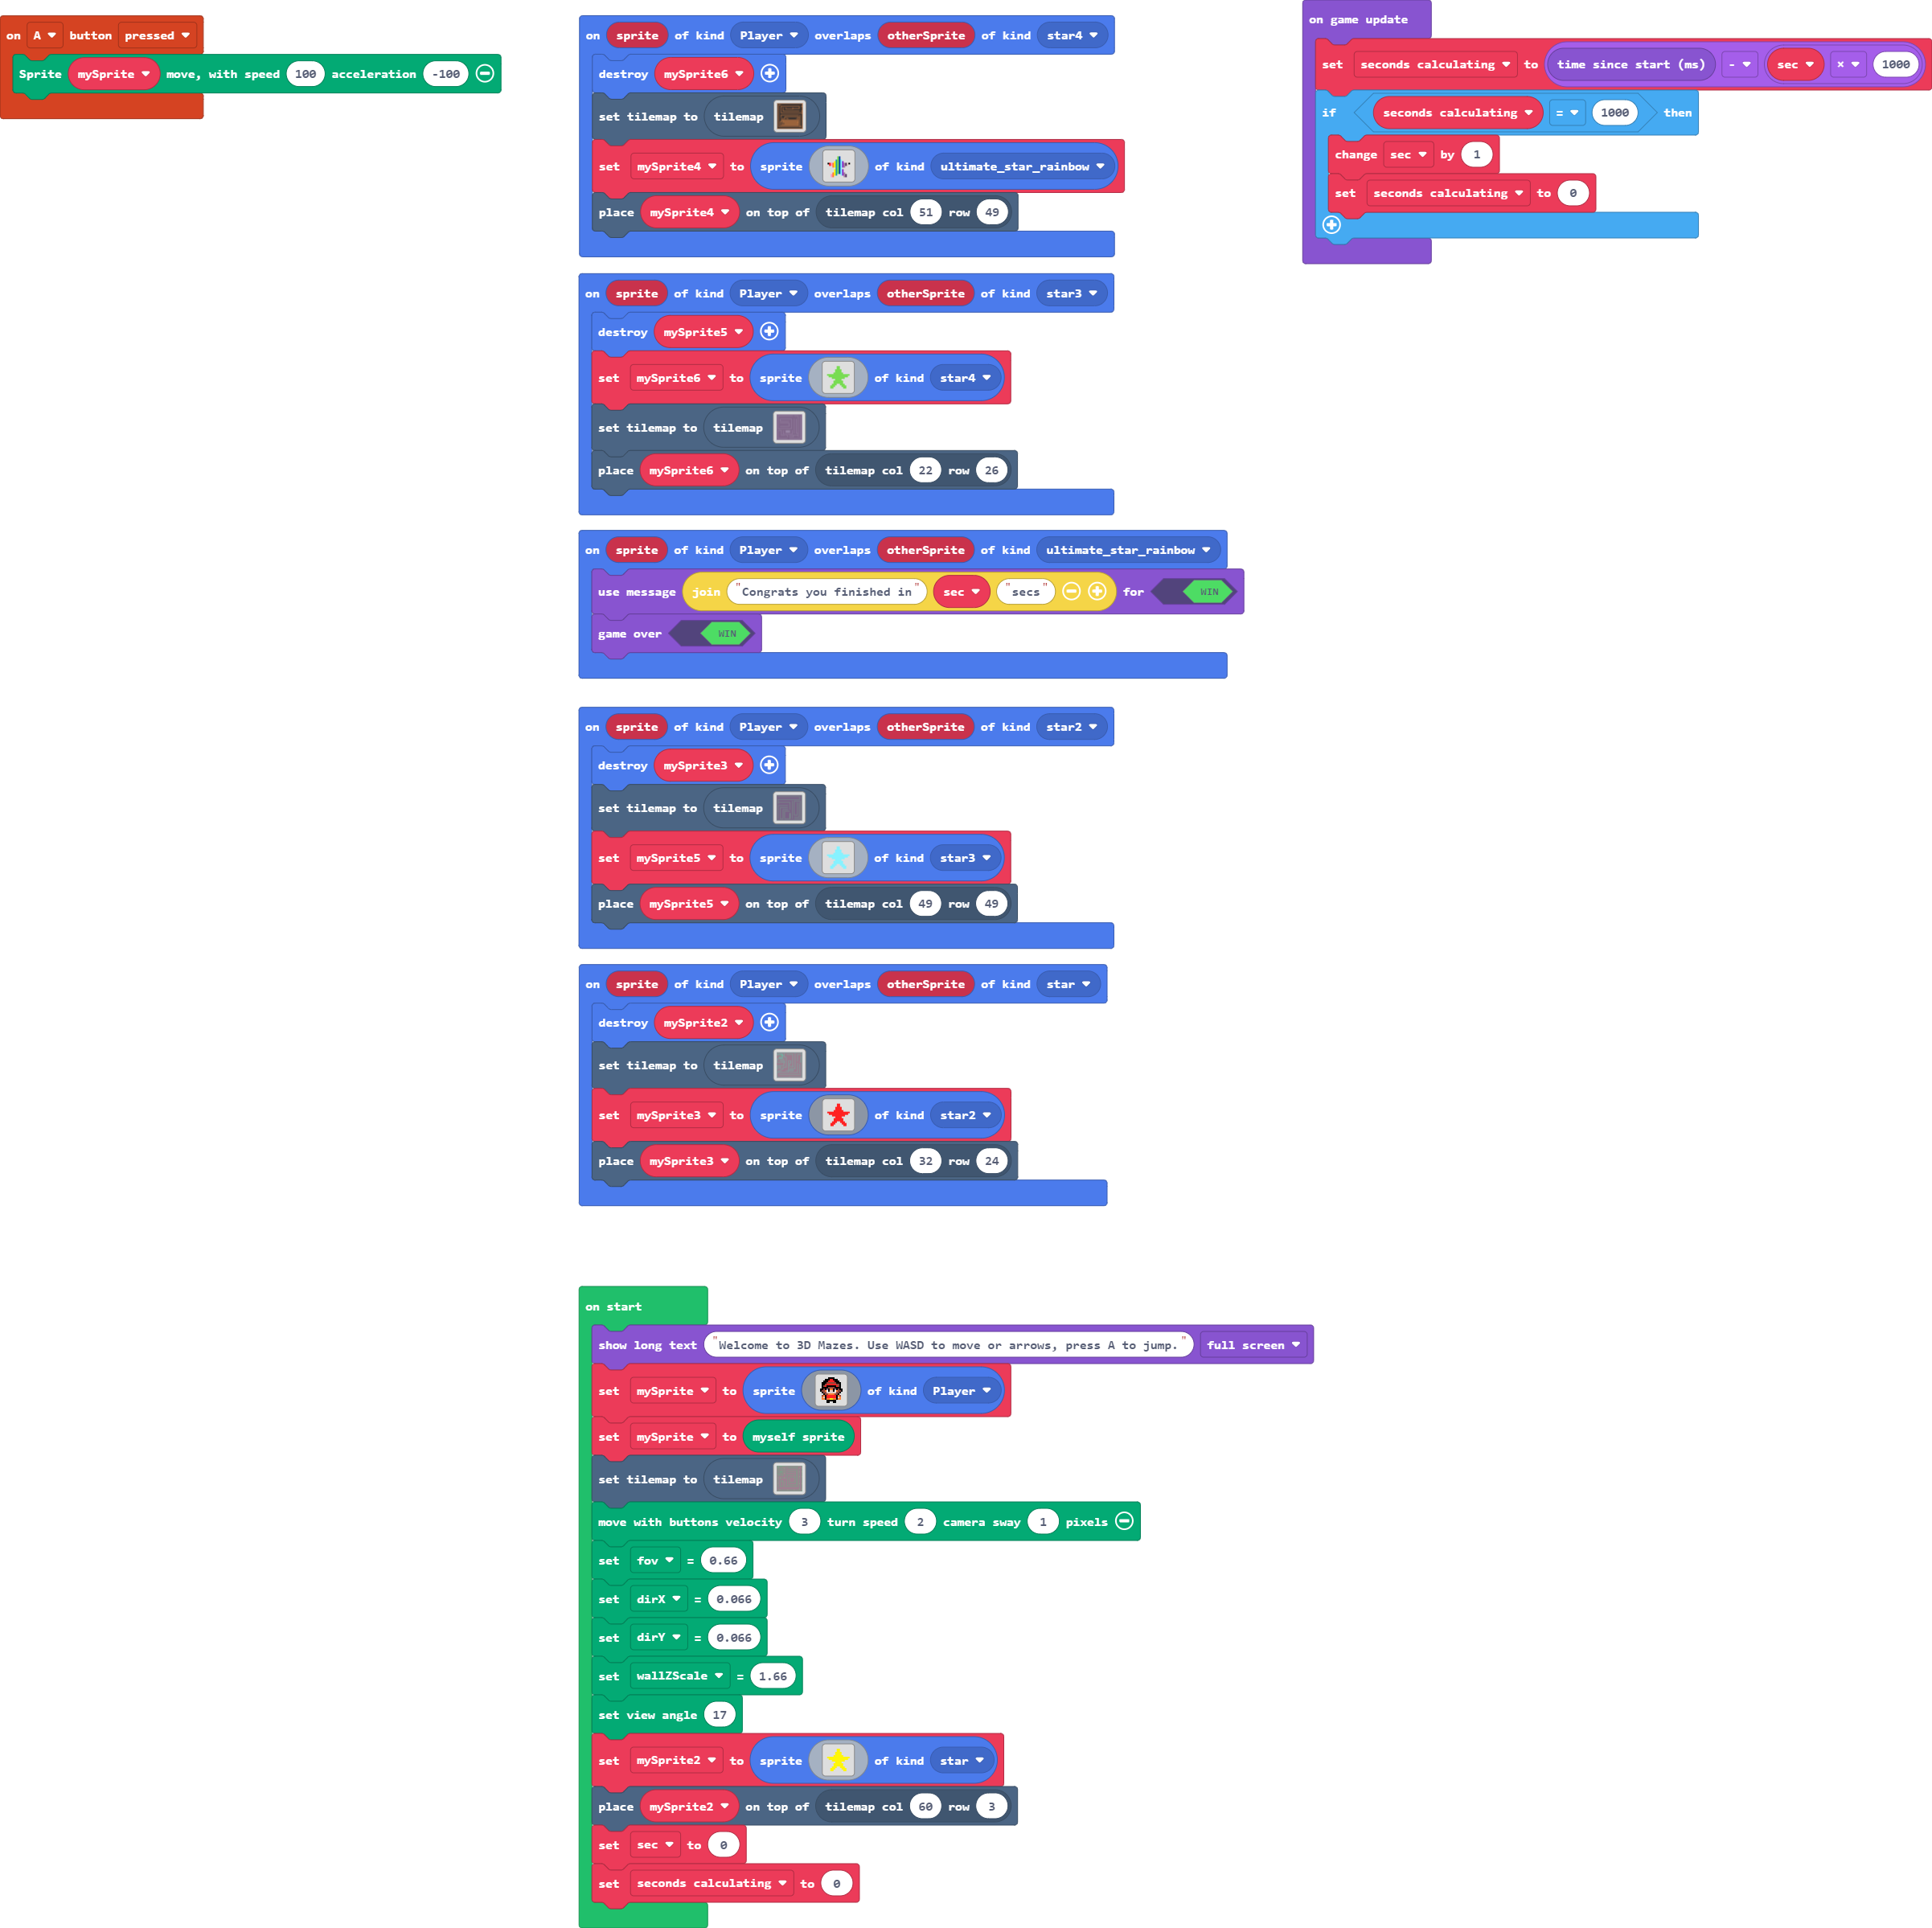 on A button pressed
Sprite mySprite move, with speed 100 acceleration -100
on sprite of kind Player overlaps otherSprite of kind star4
destroy mySprite6
set tilemap to tilemap
set mySprite4 to sprite of kind ultimate_star_rainbow
place mySprite4 on top of tilemap col 51 row 49
on sprite of kind Player overlaps otherSprite of kind star3
destroy mySprite5
set mySprite6 to sprite of kind star4
set tilemap to tilemap
place mySprite6 on top of tilemap col 22 row 26
on sprite of kind Player overlaps otherSprite of kind ultimate_star_rainbow
use message join "Congrats you finished in" sec "secs" for WIN
game over WIN
on sprite of kind Player overlaps otherSprite of kind star2
destroy mySprite3
set tilemap to tilemap
set mySprite5 to sprite of kind star3
place mySprite5 on top of tilemap col 49 row 49
on sprite of kind Player overlaps otherSprite of kind star
destroy mySprite2
set tilemap to tilemap
set mySprite3 to sprite of kind star2
place mySprite3 on top of tilemap col 32 row 24
on start
show long text "Welcome to 3D Mazes. Use WASD to move or arrows, press A to jump." full screen
set mySprite to sprite of kind Player
set mySprite to myself sprite
set tilemap to tilemap
move with buttons velocity 3 turn speed 2 camera sway 1 pixels
set fov = 0.66
set dirX = 0.066
set dirY = 0.066
set wallZScale = 1.66
set view angle 17
set mySprite2 to sprite of kind star
place mySprite2 on top of tilemap col 60 row 3
set sec to 0
set seconds calculating to 0
on game update
set seconds calculating to time since start (ms) - sec × 1000
if seconds calculating = 1000 then
change sec by 1
set seconds calculating to 0